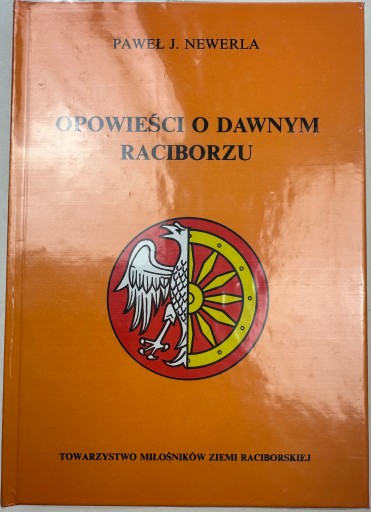 PAWEŁ J. NEWERLA
OPOWIEŚCI O DAWNYM
RACIBORZU
TOWARZYSTWO MIŁOŚNIKÓW ZIEMI RACIBORSKIEJ